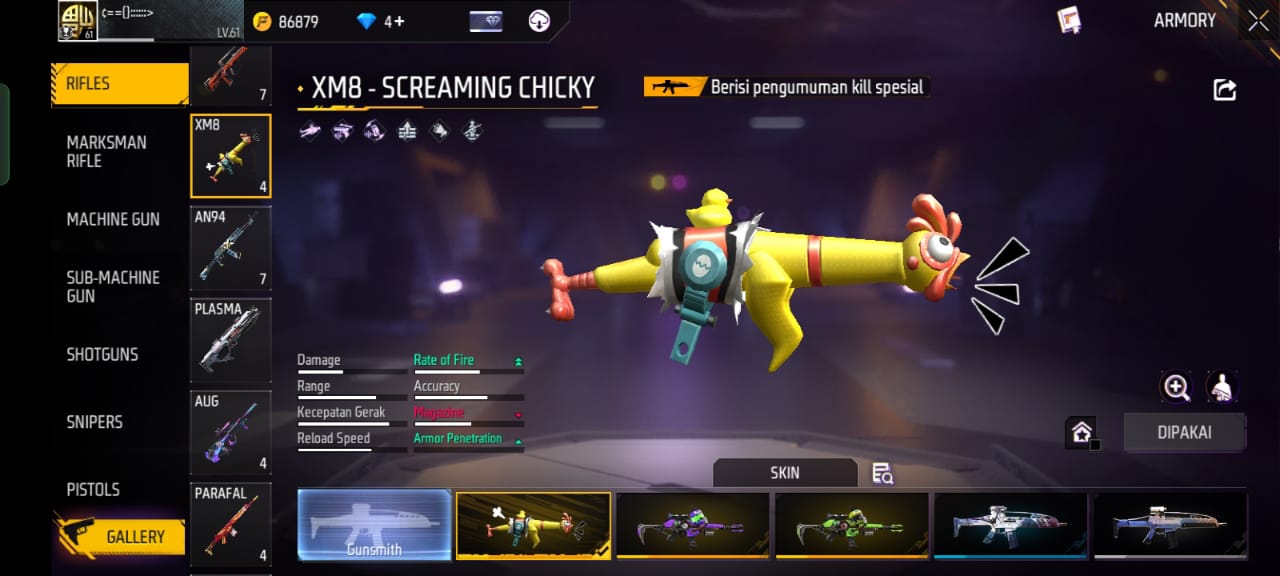 ¢==():::::>
61
LV.61
86879
4+
ARMORY
RIFLES
MARKSMAN
RIFLE
MACHINE GUN
SUB-MACHINE
GUN
SHOTGUNS
SNIPERS
PISTOLS
GALLERY
7
XM8
4
AN94
7
PLASMA
AUG
4
PARAFAL
4
XM8 - SCREAMING CHICKY
Berisi pengumuman kill spesial
Damage
Rate of Fire
Range
Accuracy
Kecepatan Gerak
Magazine
Reload Speed
Armor Penetration
DIPAKAI
SKIN
Gunsmith